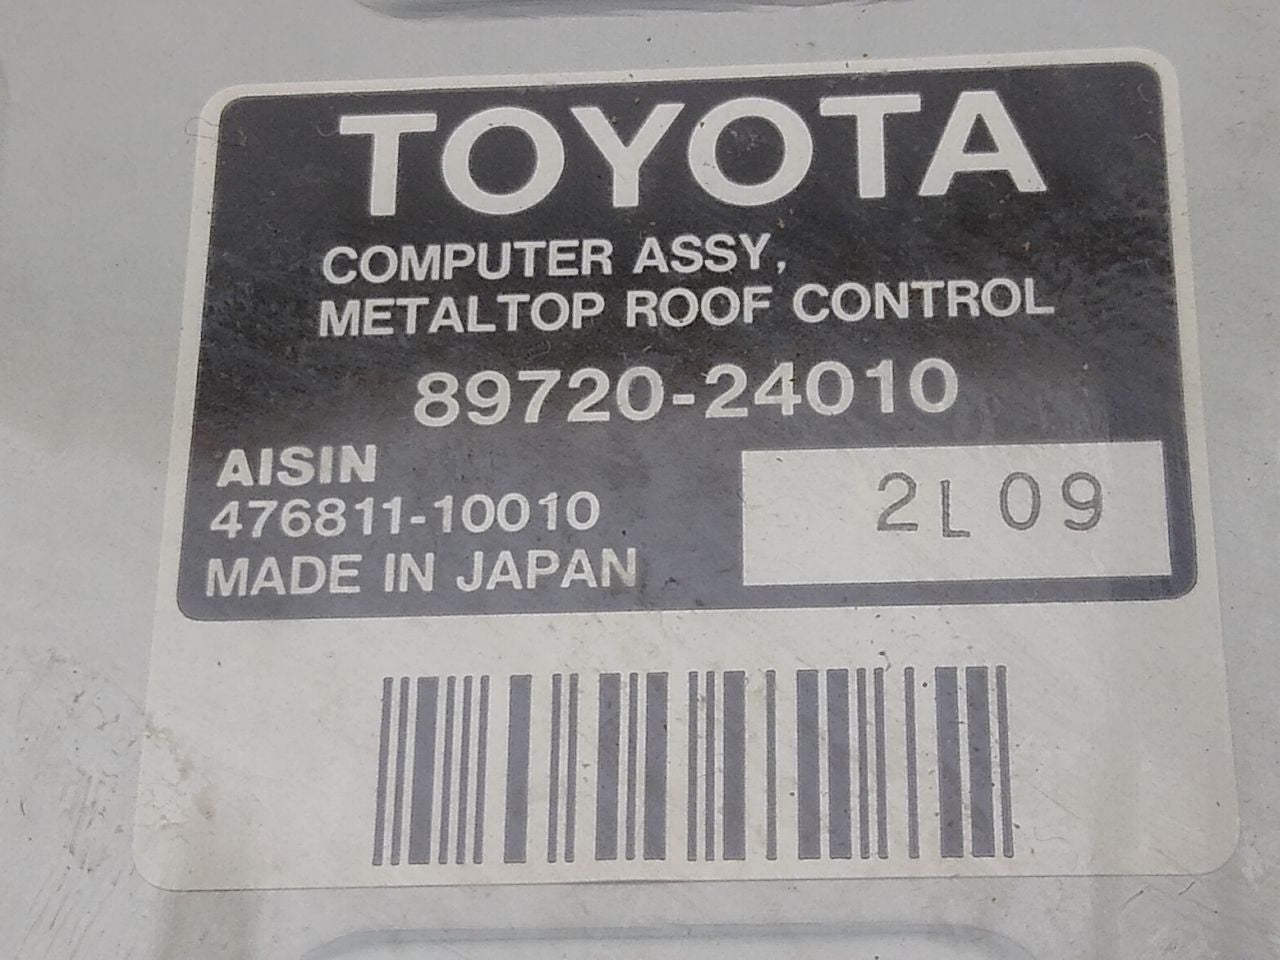 TOYOTA
COMPUTER ASSY,
METALTOP ROOF CONTROL
89720-24010
AISIN
476811-10010
MADE IN JAPAN
2L09